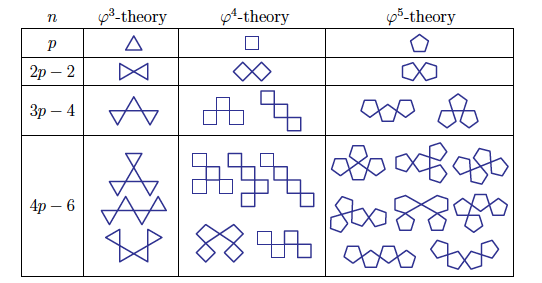 n φ³-theory φ⁴-theory φ⁵-theory
p
2p − 2
3p − 4
4p − 6